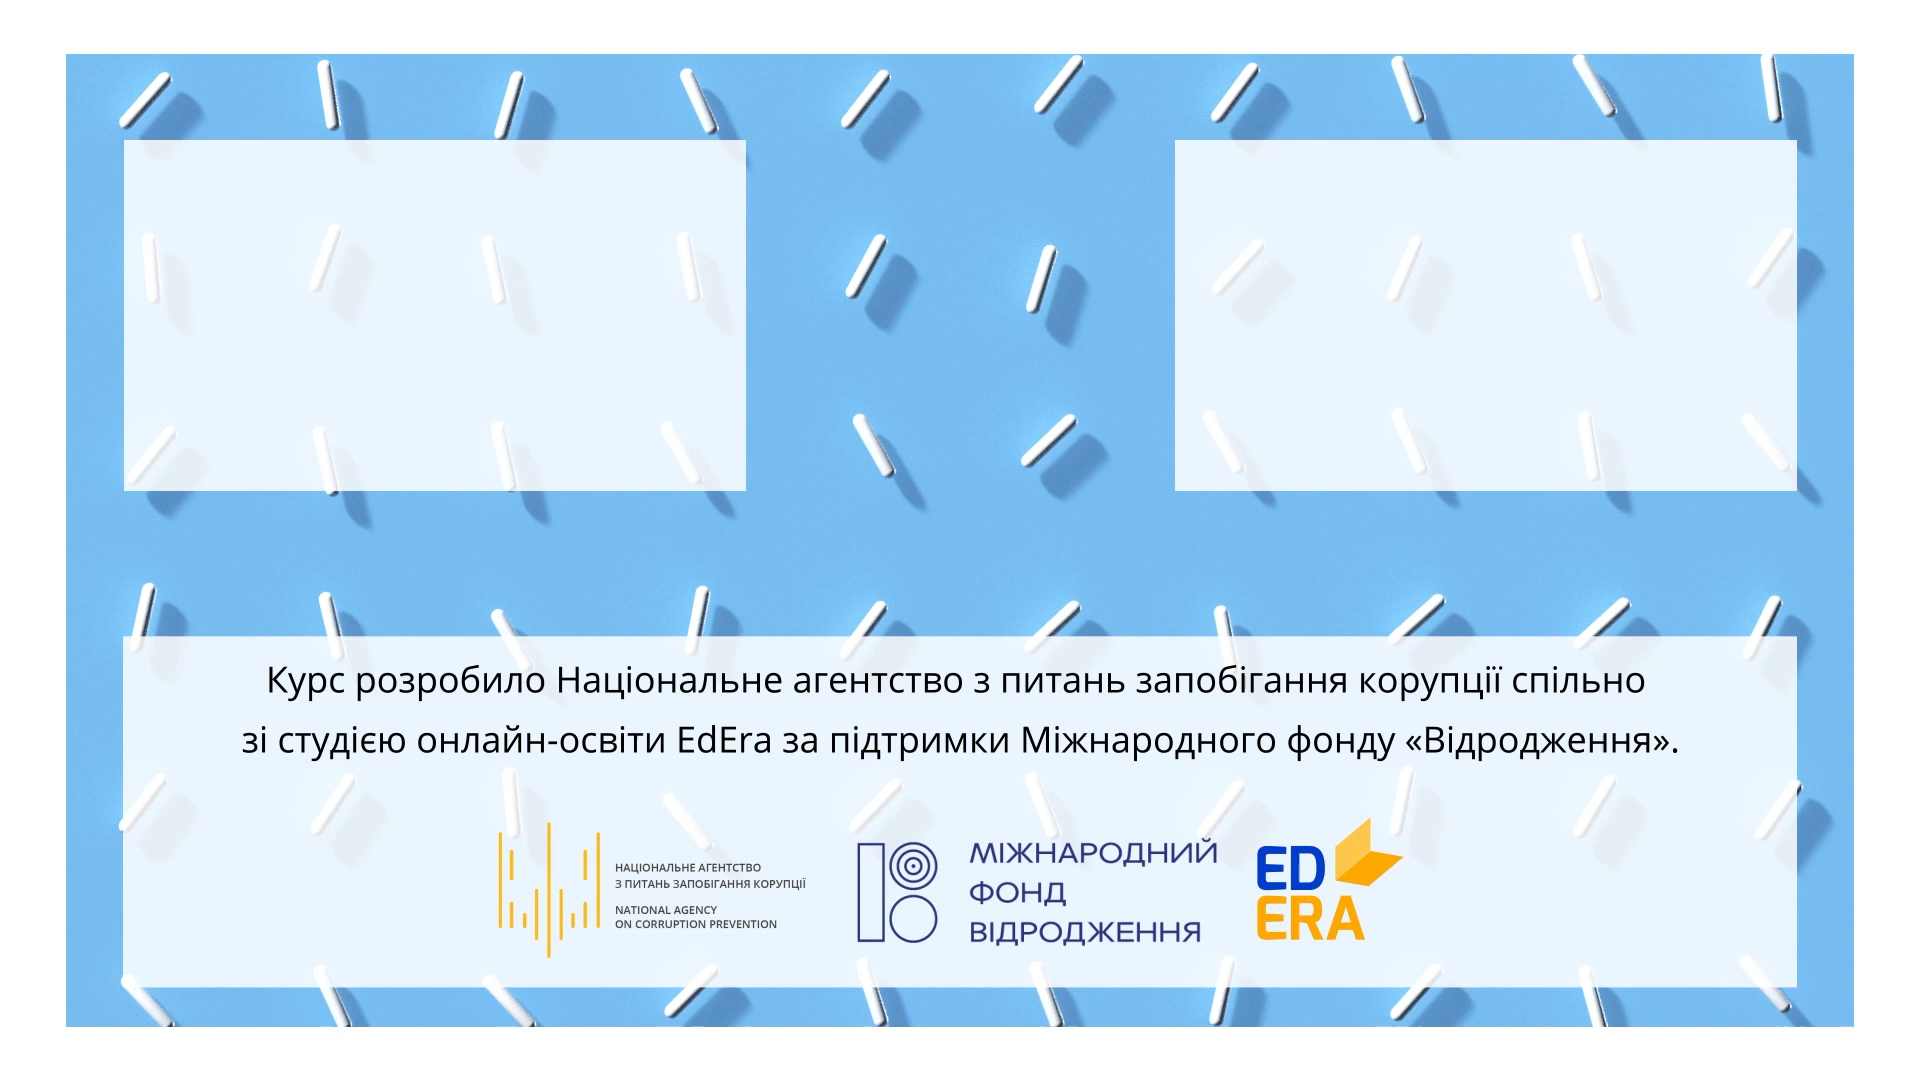 Курс розробило Національне агентство з питань запобігання корупції спільно
зі студією онлайн-освіти EdEra за підтримки Міжнародного фонду «Відродження».
НАЦІОНАЛЬНЕ АГЕНТСТВО
З ПИТАНЬ ЗАПОБІГАННЯ КОРУПЦІЇ
NATIONAL AGENCY
ON CORRUPTION PREVENTION
МІЖНАРОДНИЙ
ФОНД
ВІДРОДЖЕННЯ
ED
ERA